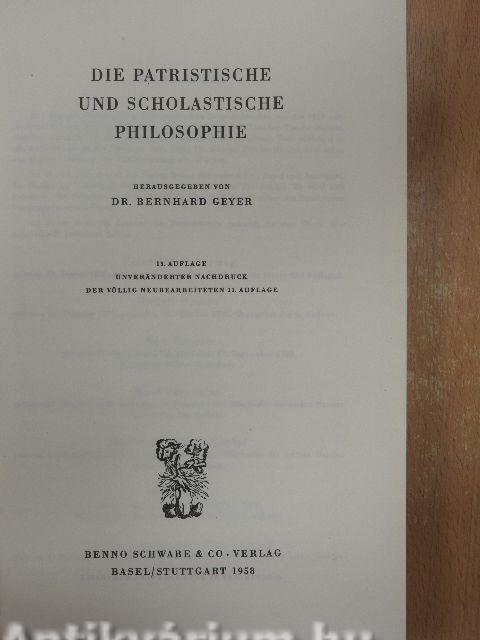 DIE PATRISTISCHE
UND SCHOLASTISCHE
PHILOSOPHIE
HERAUSGEGEBEN VON
DR. BERNHARD GEYER
13. AUFLAGE
UNVERÄNDERTER NACHDRUCK
DER VÖLLIG NEUBEARBEITETEN 11. AUFLAGE
BENNO SCHWABE & CO · VERLAG
BASEL/STUTTGART 1958
Antikvárium.hu